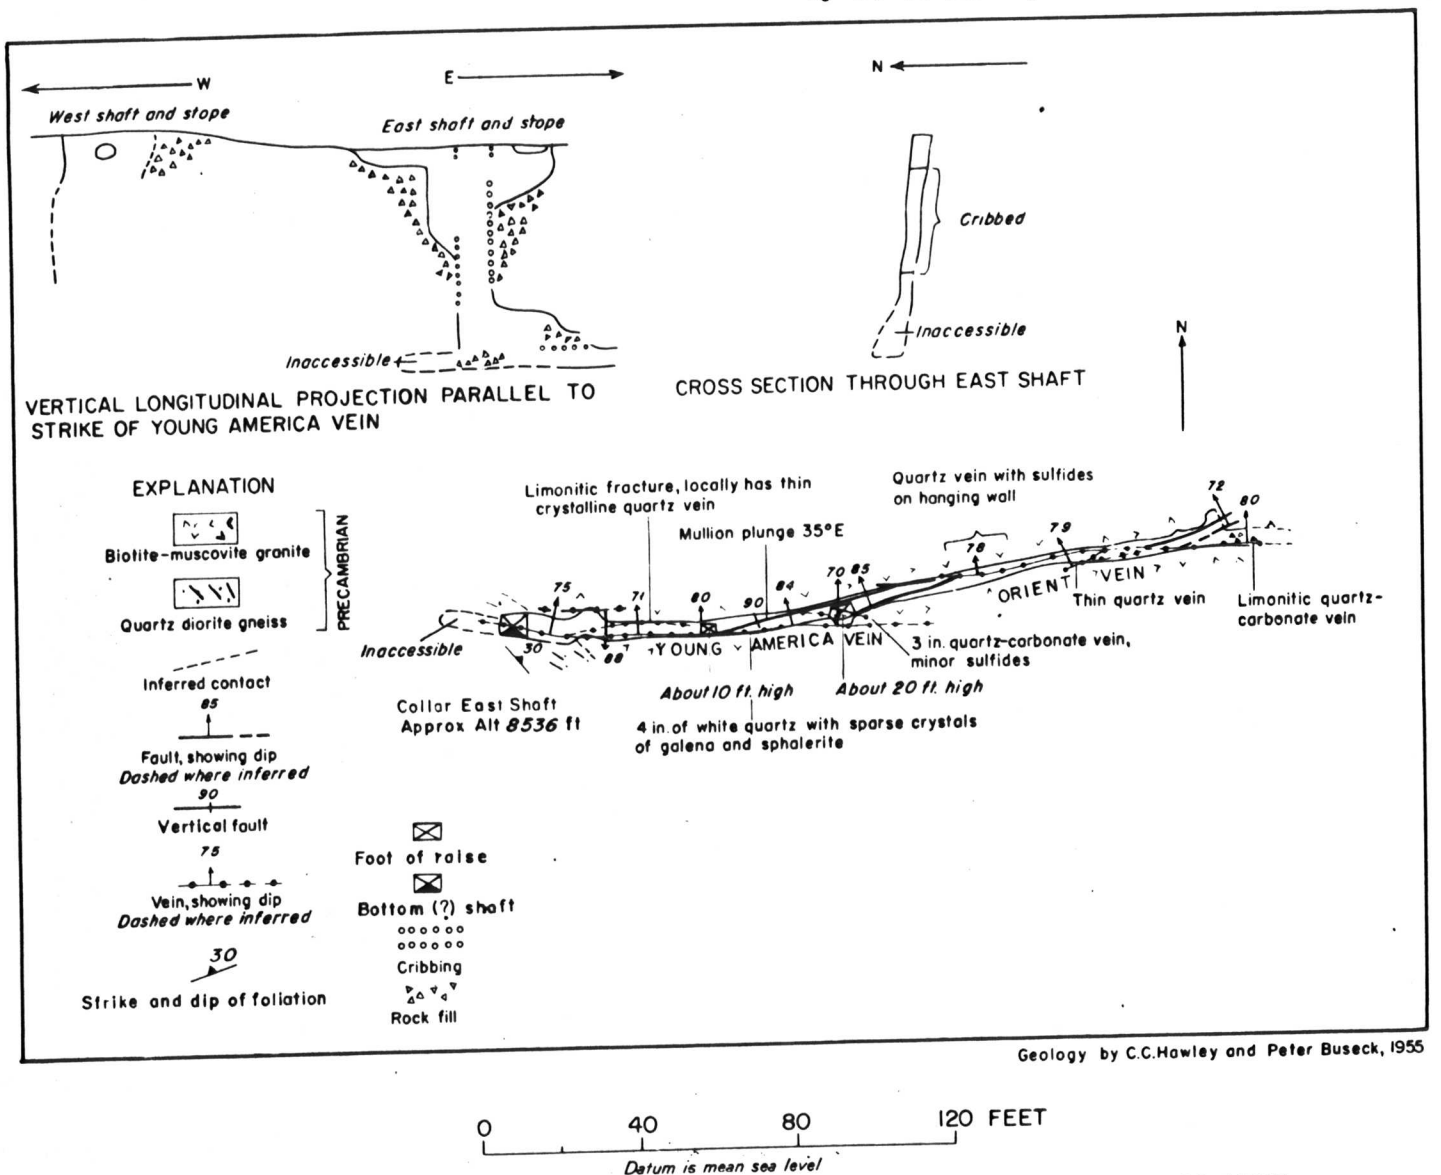 W
E
West shaft and stope
East shaft and stope
Inaccessible
VERTICAL LONGITUDINAL PROJECTION PARALLEL TO
STRIKE OF YOUNG AMERICA VEIN
N
Cribbed
Inaccessible
CROSS SECTION THROUGH EAST SHAFT
N
EXPLANATION
Biotite-muscovite granite
Quartz diorite gneiss
PRECAMBRIAN
Inferred contact
85
Fault, showing dip
Dashed where inferred
90
Vertical fault
75
Vein, showing dip
Dashed where inferred
30
Strike and dip of foliation
Foot of raise
Bottom (?) shaft
Cribbing
Rock fill
Limonitic fracture, locally has thin
crystalline quartz vein
Mullion plunge 35°E
Quartz vein with sulfides
on hanging wall
72
80
79
78
70
85
84
90
80
71
75
30
88
Inaccessible
YOUNG AMERICA VEIN
ORIENT VEIN
Thin quartz vein
Limonitic quartz-
carbonate vein
3 in. quartz-carbonate vein,
minor sulfides
About 10 ft. high
About 20 ft. high
4 in. of white quartz with sparse crystals
of galena and sphalerite
Collar East Shaft
Approx Alt 8536 ft
Geology by C.C.Hawley and Peter Buseck, 1955
0 40 80 120 FEET
Datum is mean sea level